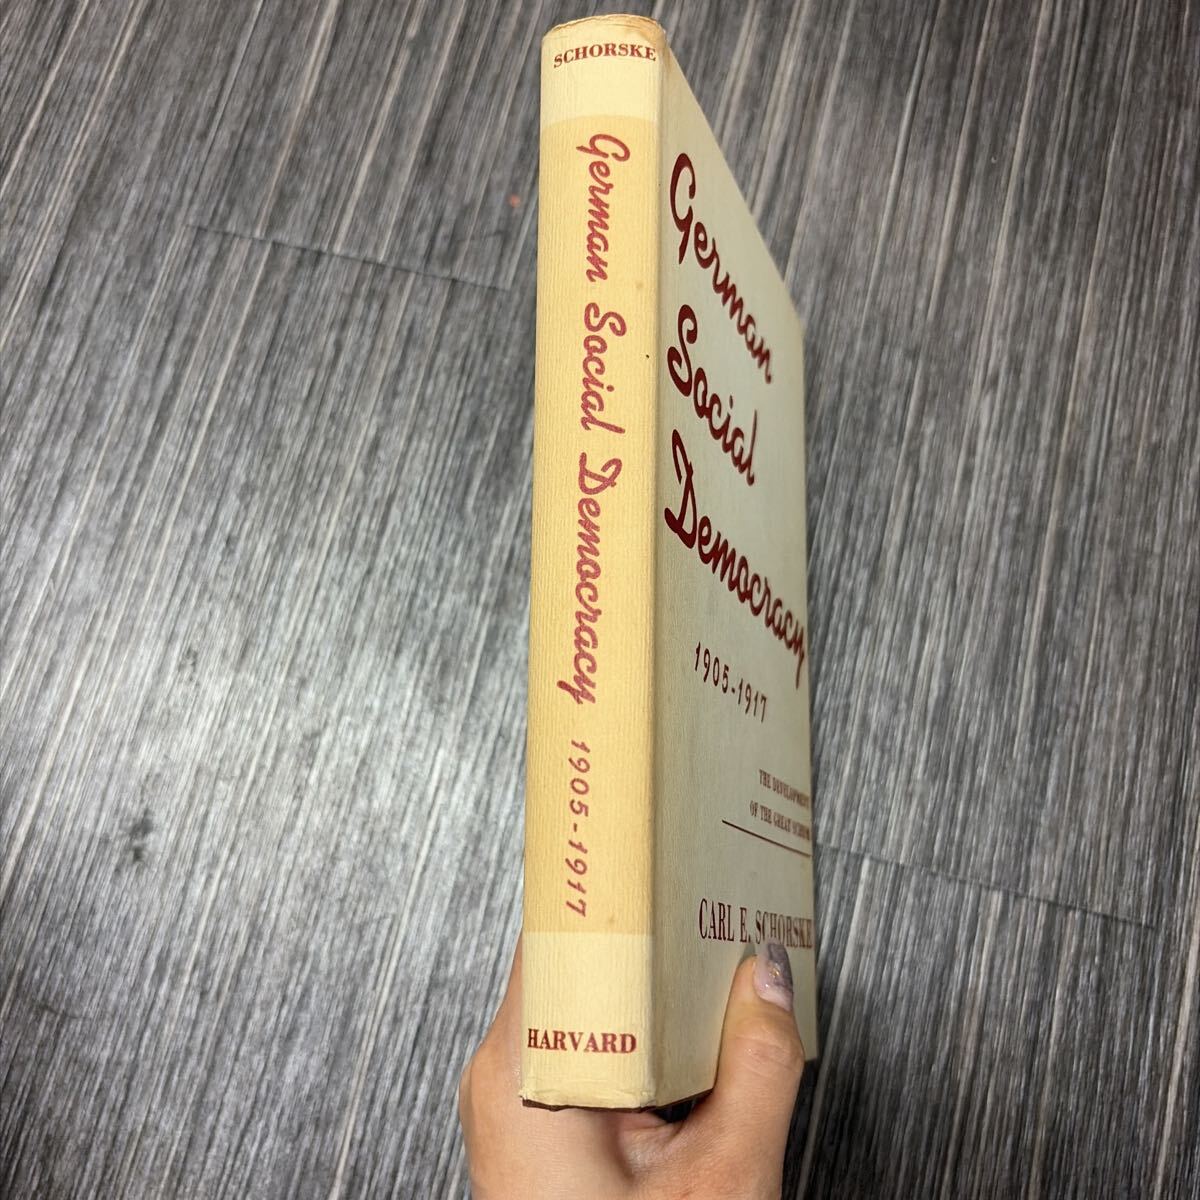 SCHORSKE
German Social Democracy 1905-1917
HARVARD
German
Social
Democracy
1905-1917
THE DEVELOPMENT
OF THE GREAT
CARL E. SCHORSKE